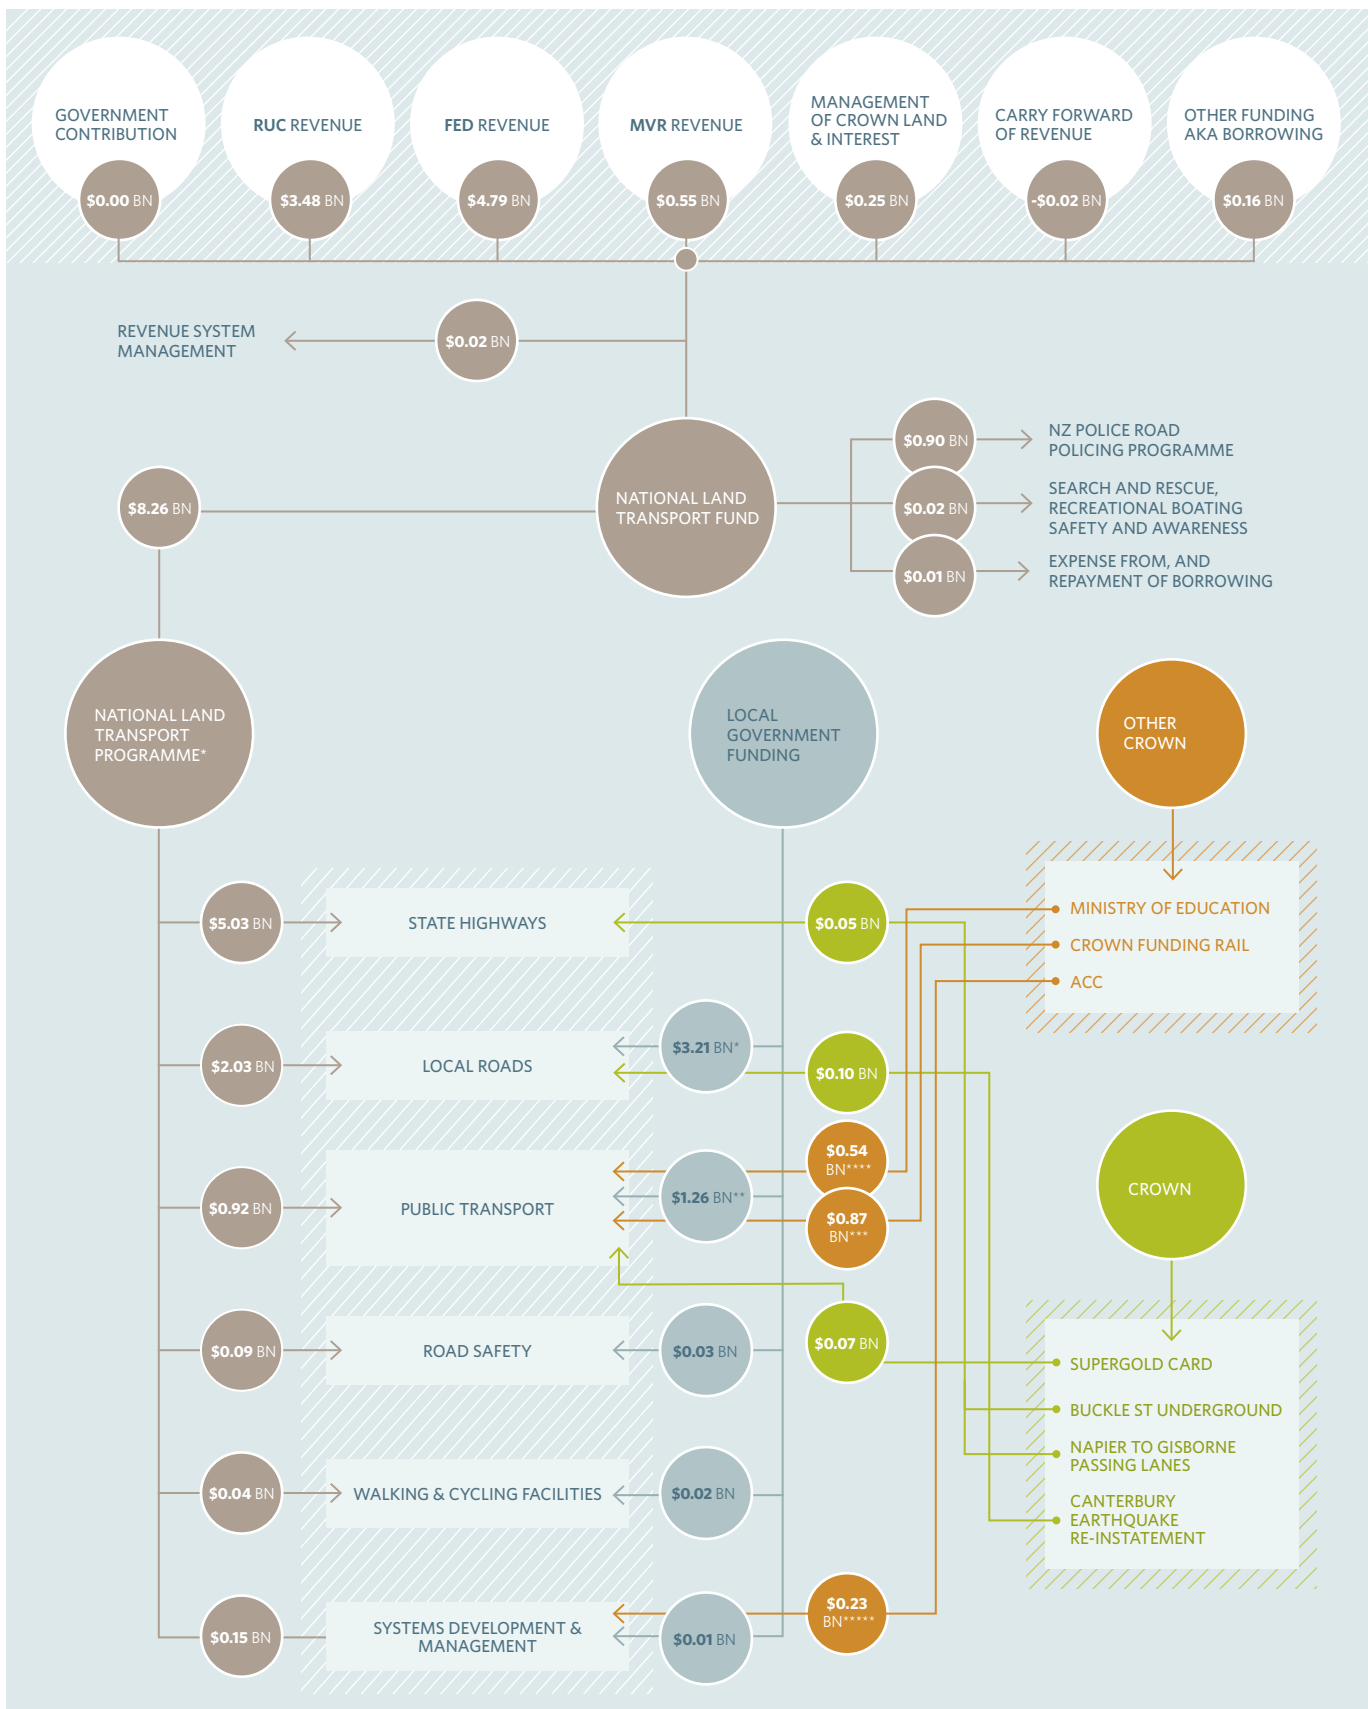 GOVERNMENT
CONTRIBUTION
$0.00 BN
RUC REVENUE
$3.48 BN
FED REVENUE
$4.79 BN
MVR REVENUE
$0.55 BN
MANAGEMENT
OF CROWN LAND
& INTEREST
$0.25 BN
CARRY FORWARD
OF REVENUE
-$0.02 BN
OTHER FUNDING
AKA BORROWING
$0.16 BN
REVENUE SYSTEM
MANAGEMENT
$0.02 BN
NATIONAL LAND
TRANSPORT FUND
$0.90 BN
NZ POLICE ROAD
POLICING PROGRAMME
$0.02 BN
SEARCH AND RESCUE,
RECREATIONAL BOATING
SAFETY AND AWARENESS
$0.01 BN
EXPENSE FROM, AND
REPAYMENT OF BORROWING
$8.26 BN
NATIONAL LAND
TRANSPORT
PROGRAMME*
LOCAL
GOVERNMENT
FUNDING
OTHER
CROWN
MINISTRY OF EDUCATION
CROWN FUNDING RAIL
ACC
$5.03 BN
STATE HIGHWAYS
$0.05 BN
$2.03 BN
LOCAL ROADS
$3.21 BN*
$0.10 BN
$0.92 BN
PUBLIC TRANSPORT
$1.26 BN**
$0.54
BN****
$0.87
BN***
$0.07 BN
CROWN
SUPERGOLD CARD
BUCKLE ST UNDERGROUND
NAPIER TO GISBORNE
PASSING LANES
CANTERBURY
EARTHQUAKE
RE-INSTATEMENT
$0.09 BN
ROAD SAFETY
$0.03 BN
$0.04 BN
WALKING & CYCLING FACILITIES
$0.02 BN
$0.15 BN
SYSTEMS DEVELOPMENT &
MANAGEMENT
$0.01 BN
$0.23
BN*****